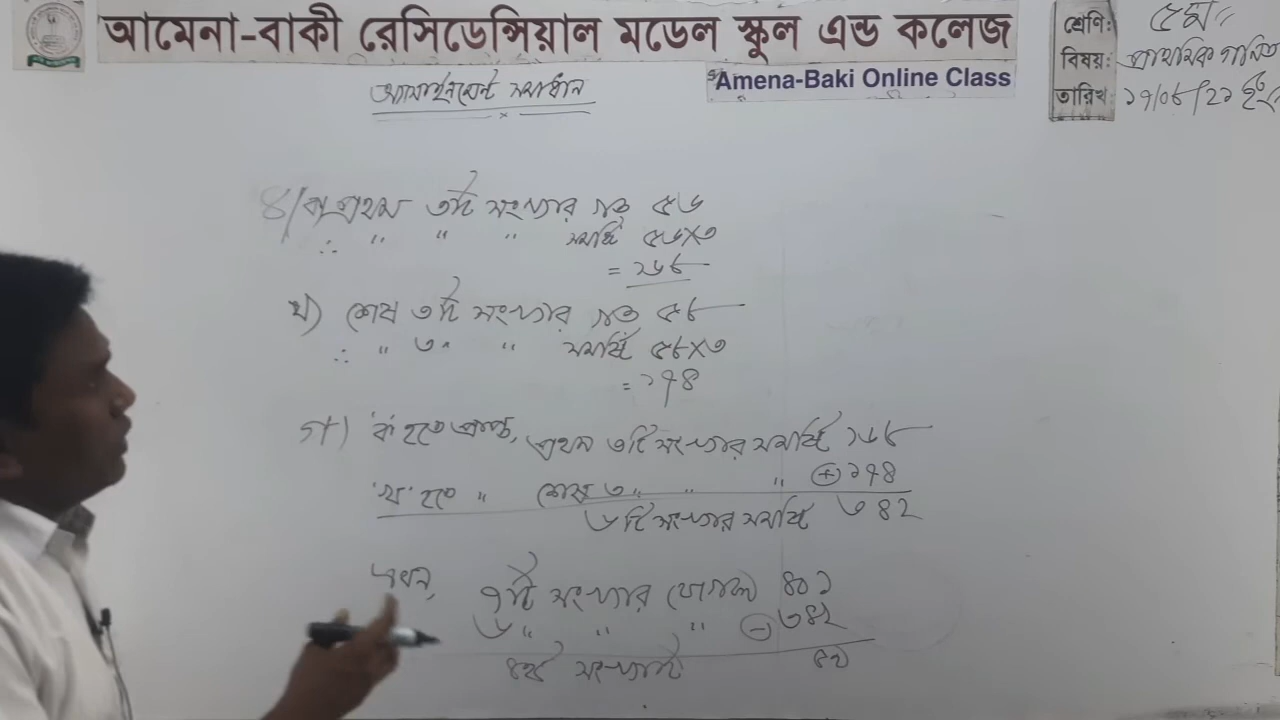 আমেনা-বাকী রেসিডেন্সিয়াল মডেল স্কুল এন্ড কলেজ
Amena-Baki Online Class
শ্রেণি: ৫ম
বিষয়: প্রাথমিক গণিত
তারিখ: ১৭/০৮/২১ ইং
অ্যাসাইনমেন্ট সমাধান
৪/ক) প্রথম ৩টি সংখ্যার গড় ৫৬
∴ " " " সমষ্টি ৫৬×৩
= ১৬৮
খ) শেষ ৩টি সংখ্যার গড় ৫৮
∴ " ৩" " সমষ্টি ৫৮×৩
= ১৭৪
গ) 'ক' হতে প্রাপ্ত, প্রথম ৩টি সংখ্যার সমষ্টি ১৬৮
'খ' হতে " শেষ ৩" " " (+) ১৭৪
৬টি সংখ্যার সমষ্টি ৩৪২
এখন, ৭টি সংখ্যার যোগফল ৪০১
৬" " " (−) ৩৪২
৪র্থ সংখ্যাটি ৫৯